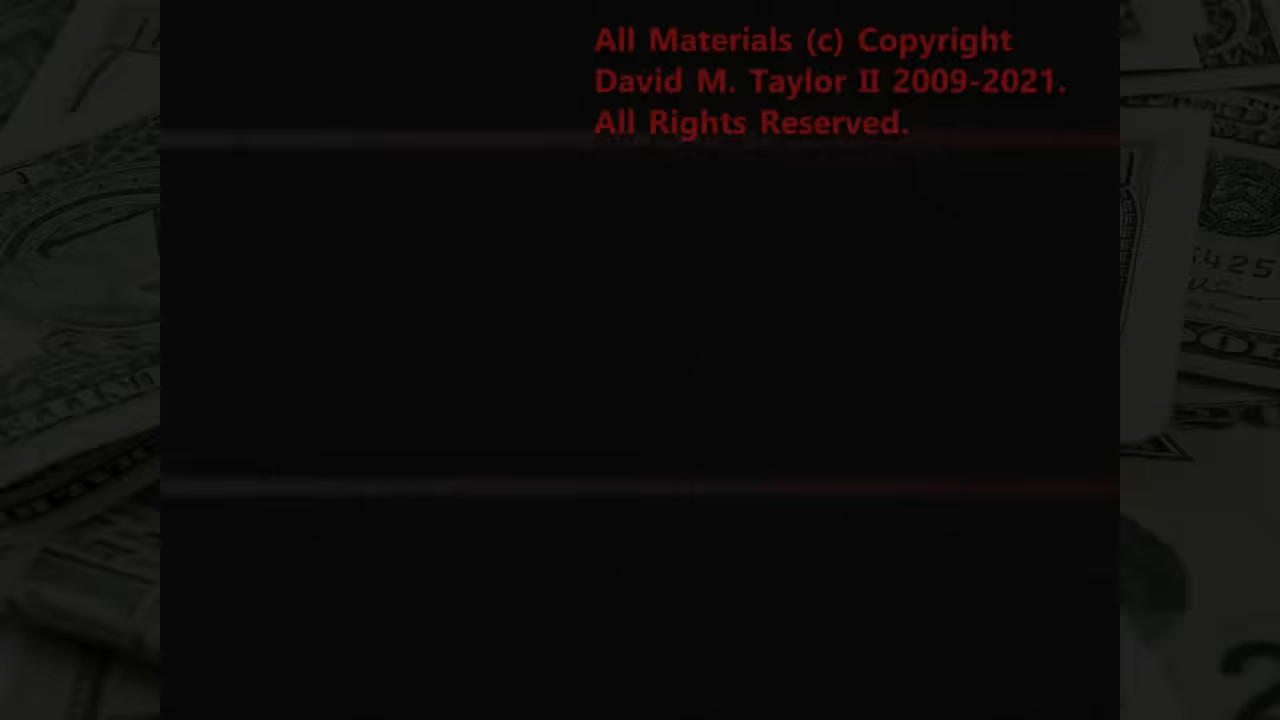 All Materials (c) Copyright
David M. Taylor II 2009-2021.
All Rights Reserved.